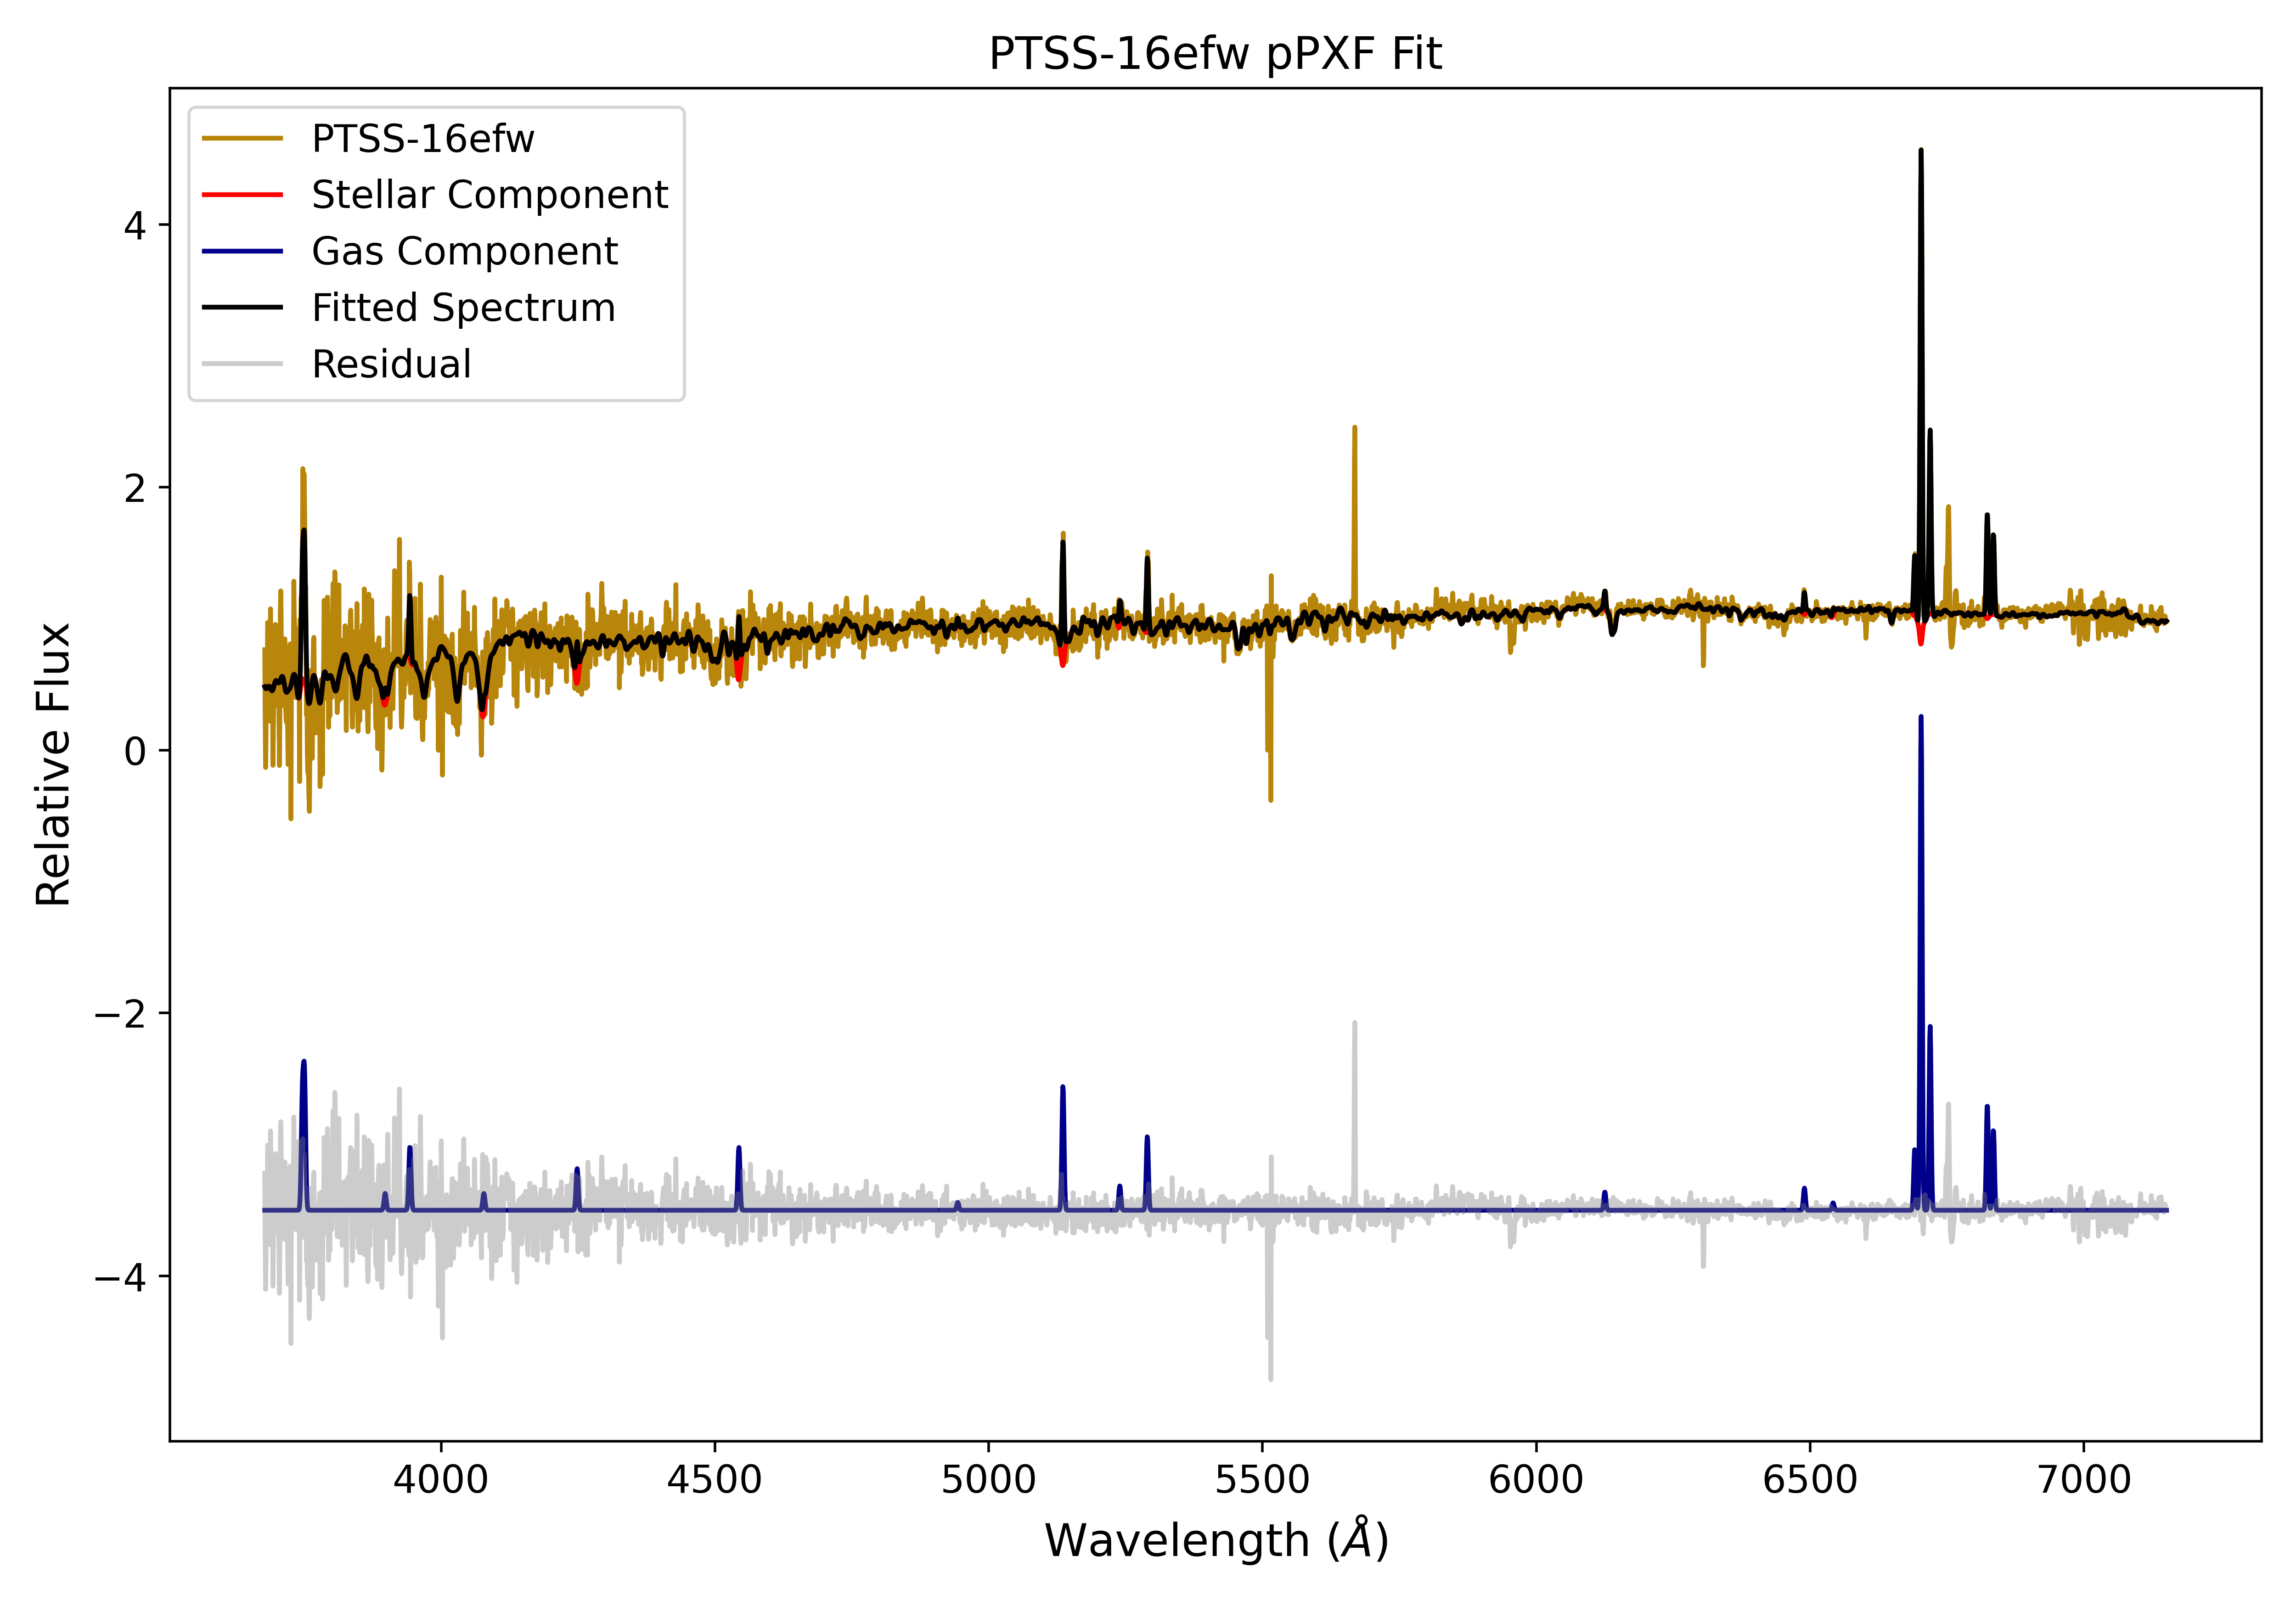 PTSS-16efw pPXF Fit
PTSS-16efw
Stellar Component
Gas Component
Fitted Spectrum
Residual
4
2
0
−2
−4
Relative Flux
4000 4500 5000 5500 6000 6500 7000
Wavelength (Å)